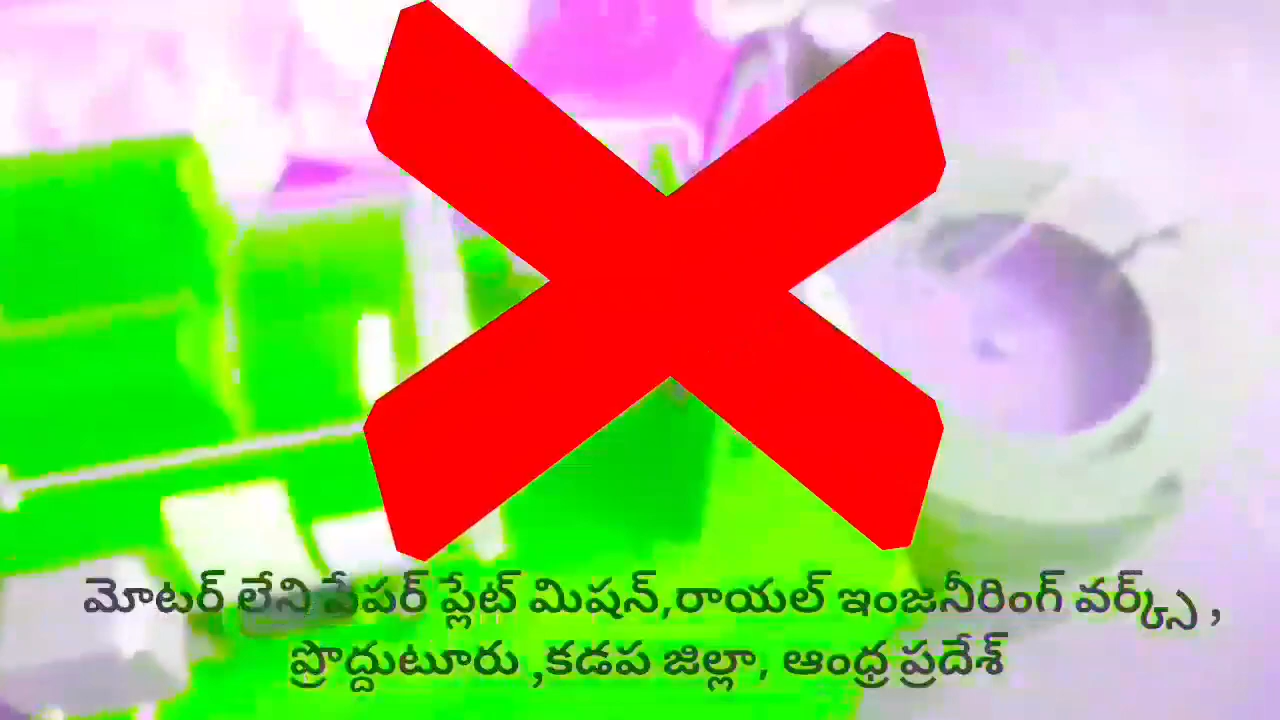 మోటర్ లేని పేపర్ ప్లేట్ మిషన్,రాయల్ ఇంజనీరింగ్ వర్క్స్ ,
ప్రొద్దుటూరు ,కడప జిల్లా, ఆంధ్ర ప్రదేశ్